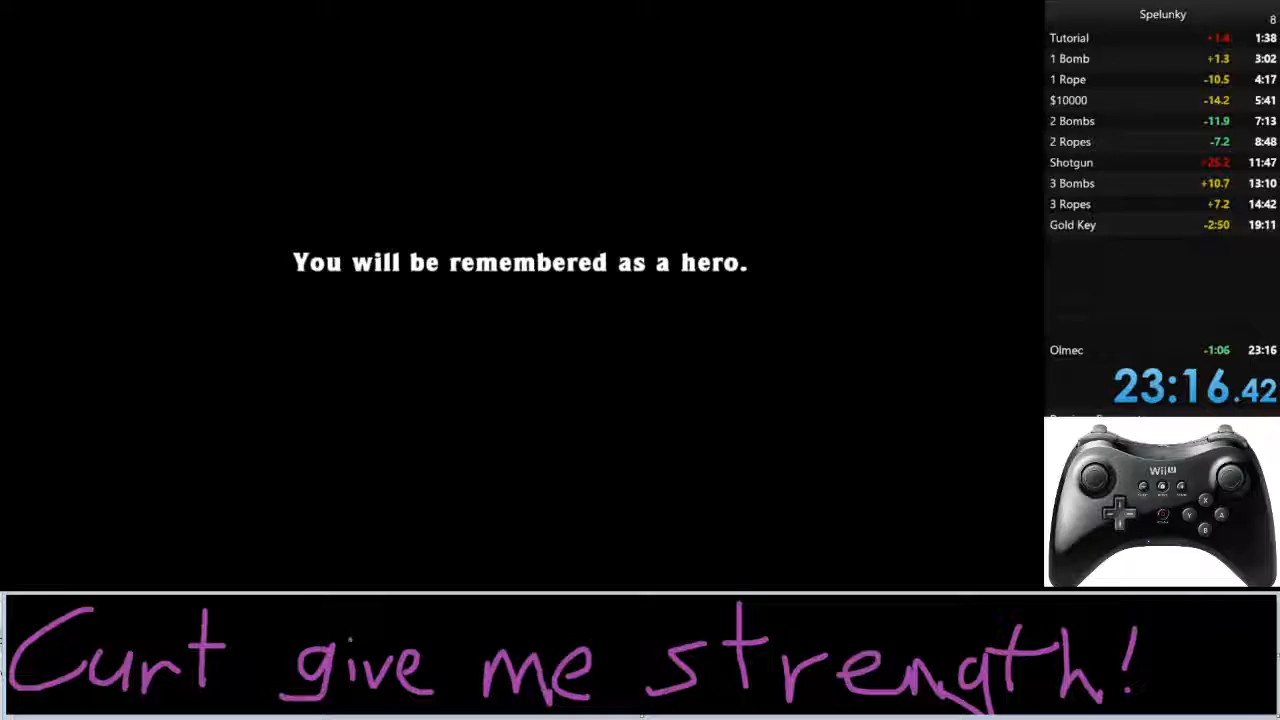 Spelunky
8
Tutorial +1.4 1:38
1 Bomb +1.3 3:02
1 Rope -10.5 4:17
$10000 -14.2 5:41
2 Bombs -11.9 7:13
2 Ropes -7.2 8:48
Shotgun +25.2 11:47
3 Bombs +10.7 13:10
3 Ropes +7.2 14:42
Gold Key -2:50 19:11
You will be remembered as a hero.
Olmec -1:06 23:16
23:16.42
Wii U
X
Y A
B
Curt give me strength!